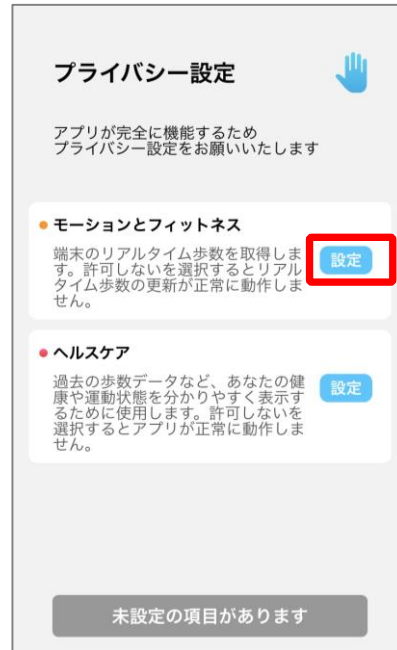 プライバシー設定
アプリが完全に機能するため
プライバシー設定をお願いいたします
モーションとフィットネス
端末のリアルタイム歩数を取得しま
す。許可しないを選択するとリアル
タイム歩数の更新が正常に動作しま
せん。
設定
ヘルスケア
過去の歩数データなど、あなたの健
康や運動状態を分かりやすく表示す
るために使用します。許可しないを
選択するとアプリが正常に動作しま
せん。
設定
未設定の項目があります